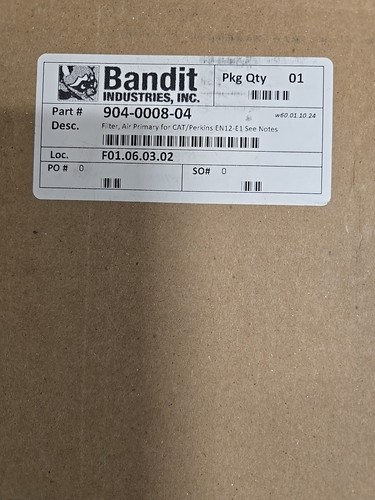 Bandit
INDUSTRIES, INC.
Pkg Qty 01
Part # 904-0008-04
w60.01.10.24
Desc. Filter, Air Primary for CAT/Perkins EN12-E1 See Notes
Loc. F01.06.03.02
PO # 0
SO# 0